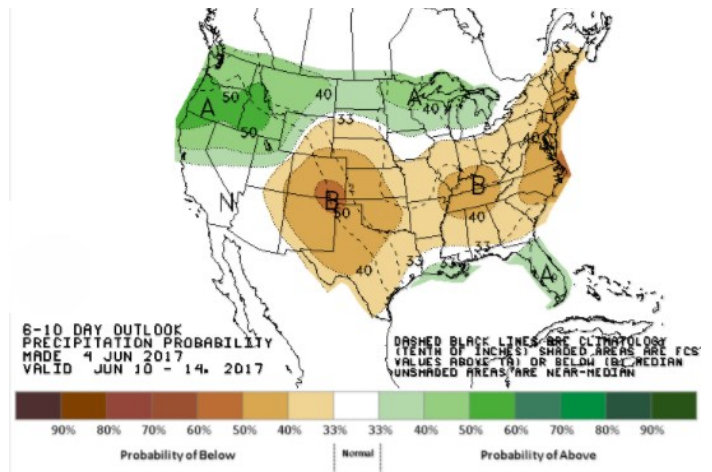 33
A
50
40
A
40
50
33
40
N
B
50
B
40
40
33
33
33
A
6-10 DAY OUTLOOK
PRECIPITATION PROBABILITY
MADE 4 JUN 2017
VALID JUN 10 - 14, 2017
DASHED BLACK LINES ARE CLIMATOLOGY
(TENTH OF INCHES) SHADED AREAS ARE FCST
VALUES ABOVE (A) OR BELOW (B) MEDIAN
UNSHADED AREAS ARE NEAR-MEDIAN
90% 80% 70% 60% 50% 40% 33% 33% 40% 50% 60% 70% 80% 90%
Probability of Below Normal Probability of Above